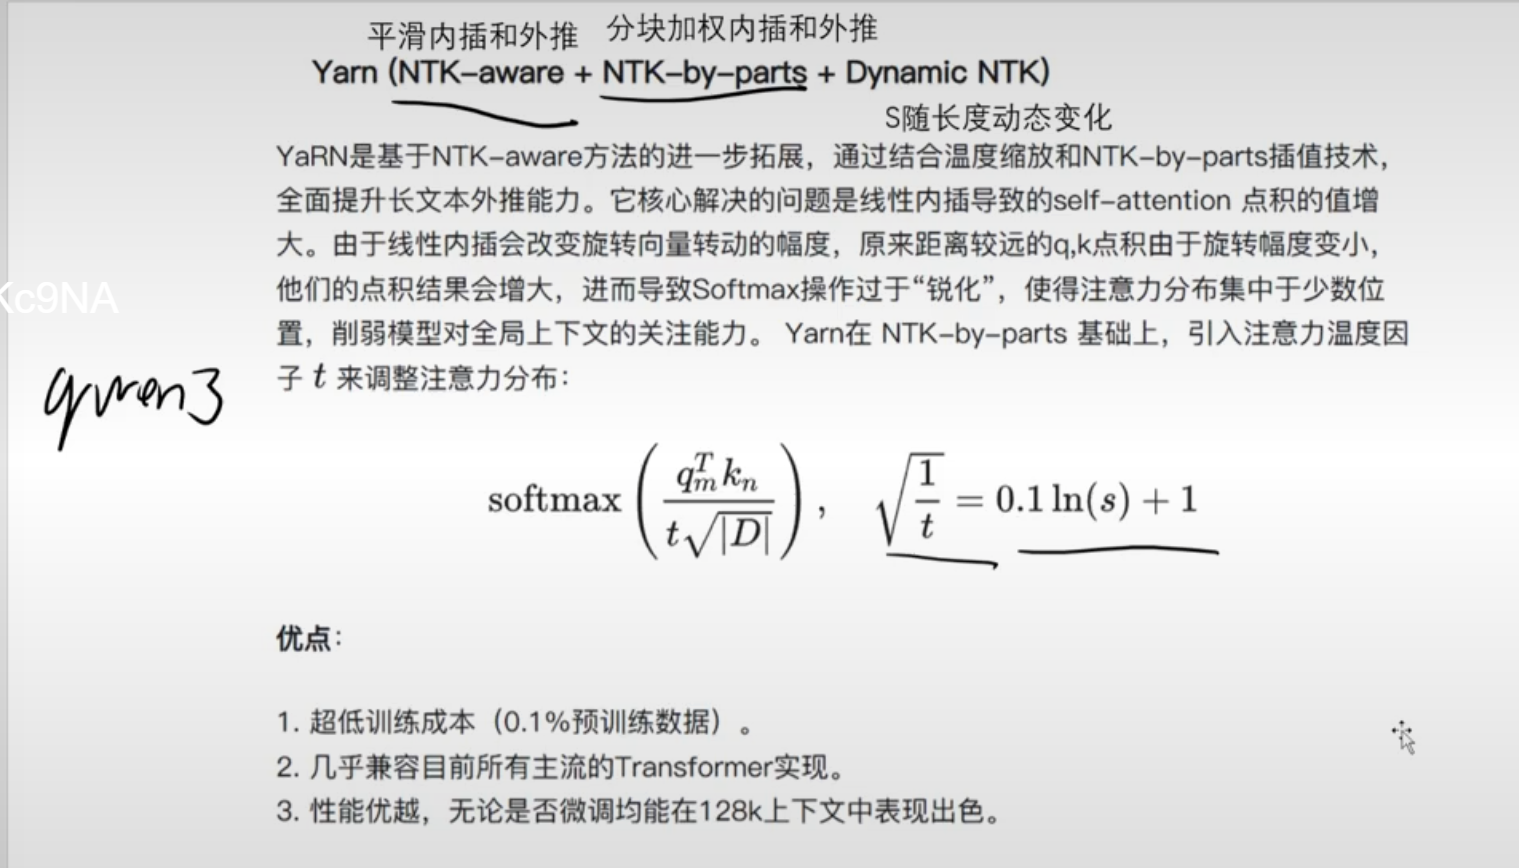 平滑内插和外推 分块加权内插和外推
Yarn (NTK-aware + NTK-by-parts + Dynamic NTK)
S随长度动态变化
YaRN是基于NTK-aware方法的进一步拓展，通过结合温度缩放和NTK-by-parts插值技术，
全面提升长文本外推能力。它核心解决的问题是线性内插导致的self-attention 点积的值增
大。由于线性内插会改变旋转向量转动的幅度，原来距离较远的q,k点积由于旋转幅度变小，
Kc9NA
他们的点积结果会增大，进而导致Softmax操作过于“锐化”，使得注意力分布集中于少数位
置，削弱模型对全局上下文的关注能力。 Yarn在 NTK-by-parts 基础上，引入注意力温度因
子 t 来调整注意力分布：
qwen3
softmax(q_m^T k_n / t√|D|), √(1/t) = 0.1 ln(s) + 1
优点：
1. 超低训练成本（0.1%预训练数据）。
2. 几乎兼容目前所有主流的Transformer实现。
3. 性能优越，无论是否微调均能在128k上下文中表现出色。